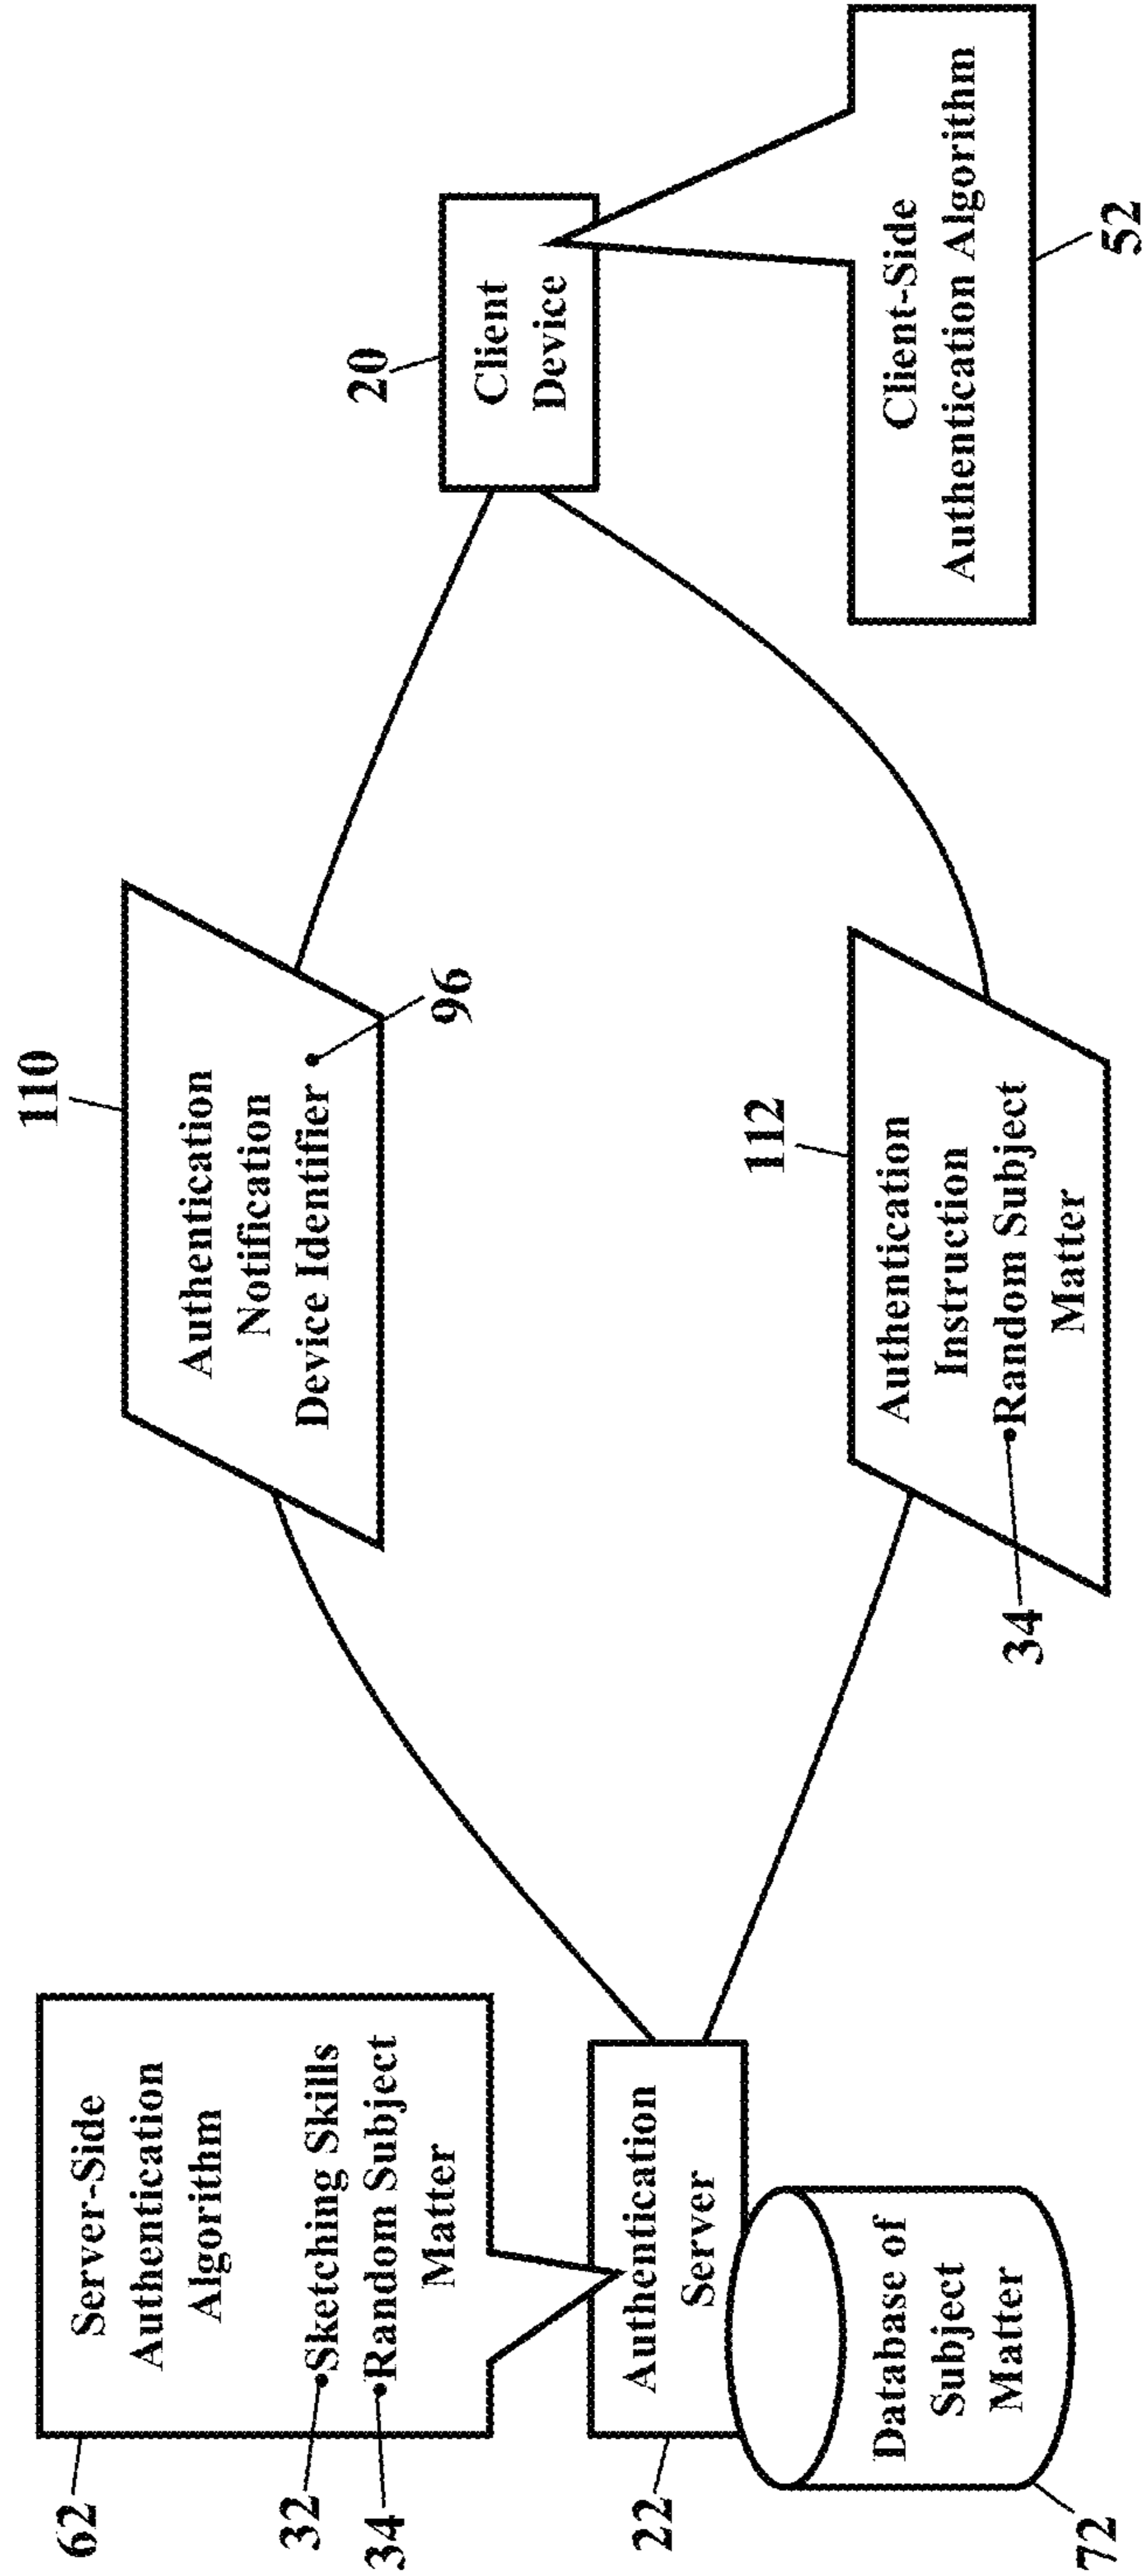 62
Server-Side
Authentication
Algorithm
32
•Sketching Skills
34
•Random Subject
Matter
22
Authentication
Server
72
Database of
Subject
Matter
110
Authentication
Notification
Device Identifier •
96
112
Authentication
Instruction
34
•Random Subject
Matter
20
Client
Device
Client-Side
Authentication Algorithm
52